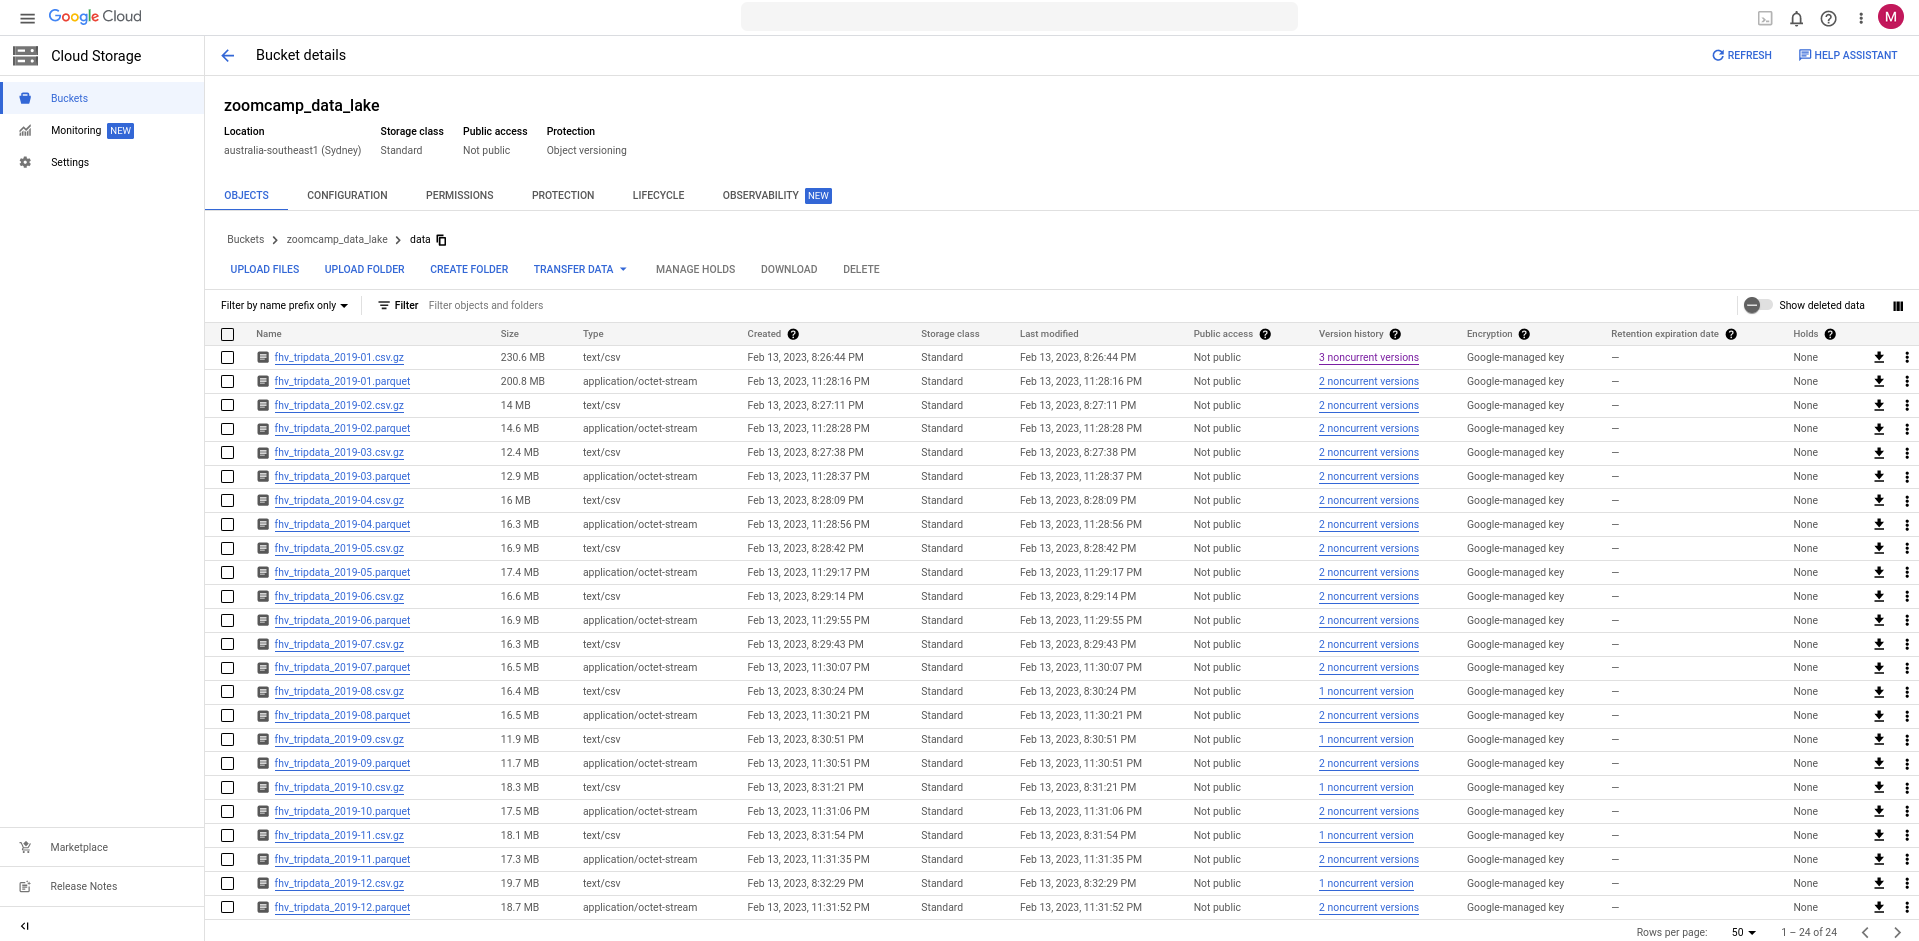 Google Cloud
M
Cloud Storage
Bucket details
REFRESH
HELP ASSISTANT
Buckets
Monitoring NEW
Settings
zoomcamp_data_lake
Location Storage class Public access Protection
australia-southeast1 (Sydney) Standard Not public Object versioning
OBJECTS CONFIGURATION PERMISSIONS PROTECTION LIFECYCLE OBSERVABILITY NEW
Buckets > zoomcamp_data_lake > data
UPLOAD FILES UPLOAD FOLDER CREATE FOLDER TRANSFER DATA MANAGE HOLDS DOWNLOAD DELETE
Filter by name prefix only Filter Filter objects and folders Show deleted data
Name Size Type Created Storage class Last modified Public access Version history Encryption Retention expiration date Holds
fhv_tripdata_2019-01.csv.gz 230.6 MB text/csv Feb 13, 2023, 8:26:44 PM Standard Feb 13, 2023, 8:26:44 PM Not public 3 noncurrent versions Google-managed key — None
fhv_tripdata_2019-01.parquet 200.8 MB application/octet-stream Feb 13, 2023, 11:28:16 PM Standard Feb 13, 2023, 11:28:16 PM Not public 2 noncurrent versions Google-managed key — None
fhv_tripdata_2019-02.csv.gz 14 MB text/csv Feb 13, 2023, 8:27:11 PM Standard Feb 13, 2023, 8:27:11 PM Not public 2 noncurrent versions Google-managed key — None
fhv_tripdata_2019-02.parquet 14.6 MB application/octet-stream Feb 13, 2023, 11:28:28 PM Standard Feb 13, 2023, 11:28:28 PM Not public 2 noncurrent versions Google-managed key — None
fhv_tripdata_2019-03.csv.gz 12.4 MB text/csv Feb 13, 2023, 8:27:38 PM Standard Feb 13, 2023, 8:27:38 PM Not public 2 noncurrent versions Google-managed key — None
fhv_tripdata_2019-03.parquet 12.9 MB application/octet-stream Feb 13, 2023, 11:28:37 PM Standard Feb 13, 2023, 11:28:37 PM Not public 2 noncurrent versions Google-managed key — None
fhv_tripdata_2019-04.csv.gz 16 MB text/csv Feb 13, 2023, 8:28:09 PM Standard Feb 13, 2023, 8:28:09 PM Not public 2 noncurrent versions Google-managed key — None
fhv_tripdata_2019-04.parquet 16.3 MB application/octet-stream Feb 13, 2023, 11:28:56 PM Standard Feb 13, 2023, 11:28:56 PM Not public 2 noncurrent versions Google-managed key — None
fhv_tripdata_2019-05.csv.gz 16.9 MB text/csv Feb 13, 2023, 8:28:42 PM Standard Feb 13, 2023, 8:28:42 PM Not public 2 noncurrent versions Google-managed key — None
fhv_tripdata_2019-05.parquet 17.4 MB application/octet-stream Feb 13, 2023, 11:29:17 PM Standard Feb 13, 2023, 11:29:17 PM Not public 2 noncurrent versions Google-managed key — None
fhv_tripdata_2019-06.csv.gz 16.6 MB text/csv Feb 13, 2023, 8:29:14 PM Standard Feb 13, 2023, 8:29:14 PM Not public 2 noncurrent versions Google-managed key — None
fhv_tripdata_2019-06.parquet 16.9 MB application/octet-stream Feb 13, 2023, 11:29:55 PM Standard Feb 13, 2023, 11:29:55 PM Not public 2 noncurrent versions Google-managed key — None
fhv_tripdata_2019-07.csv.gz 16.3 MB text/csv Feb 13, 2023, 8:29:43 PM Standard Feb 13, 2023, 8:29:43 PM Not public 2 noncurrent versions Google-managed key — None
fhv_tripdata_2019-07.parquet 16.5 MB application/octet-stream Feb 13, 2023, 11:30:07 PM Standard Feb 13, 2023, 11:30:07 PM Not public 2 noncurrent versions Google-managed key — None
fhv_tripdata_2019-08.csv.gz 16.4 MB text/csv Feb 13, 2023, 8:30:24 PM Standard Feb 13, 2023, 8:30:24 PM Not public 1 noncurrent version Google-managed key — None
fhv_tripdata_2019-08.parquet 16.5 MB application/octet-stream Feb 13, 2023, 11:30:21 PM Standard Feb 13, 2023, 11:30:21 PM Not public 2 noncurrent versions Google-managed key — None
fhv_tripdata_2019-09.csv.gz 11.9 MB text/csv Feb 13, 2023, 8:30:51 PM Standard Feb 13, 2023, 8:30:51 PM Not public 1 noncurrent version Google-managed key — None
fhv_tripdata_2019-09.parquet 11.7 MB application/octet-stream Feb 13, 2023, 11:30:51 PM Standard Feb 13, 2023, 11:30:51 PM Not public 2 noncurrent versions Google-managed key — None
fhv_tripdata_2019-10.csv.gz 18.3 MB text/csv Feb 13, 2023, 8:31:21 PM Standard Feb 13, 2023, 8:31:21 PM Not public 1 noncurrent version Google-managed key — None
fhv_tripdata_2019-10.parquet 17.5 MB application/octet-stream Feb 13, 2023, 11:31:06 PM Standard Feb 13, 2023, 11:31:06 PM Not public 2 noncurrent versions Google-managed key — None
fhv_tripdata_2019-11.csv.gz 18.1 MB text/csv Feb 13, 2023, 8:31:54 PM Standard Feb 13, 2023, 8:31:54 PM Not public 1 noncurrent version Google-managed key — None
fhv_tripdata_2019-11.parquet 17.3 MB application/octet-stream Feb 13, 2023, 11:31:35 PM Standard Feb 13, 2023, 11:31:35 PM Not public 2 noncurrent versions Google-managed key — None
fhv_tripdata_2019-12.csv.gz 19.7 MB text/csv Feb 13, 2023, 8:32:29 PM Standard Feb 13, 2023, 8:32:29 PM Not public 1 noncurrent version Google-managed key — None
fhv_tripdata_2019-12.parquet 18.7 MB application/octet-stream Feb 13, 2023, 11:31:52 PM Standard Feb 13, 2023, 11:31:52 PM Not public 2 noncurrent versions Google-managed key — None
Marketplace
Release Notes
Rows per page: 50 1 – 24 of 24